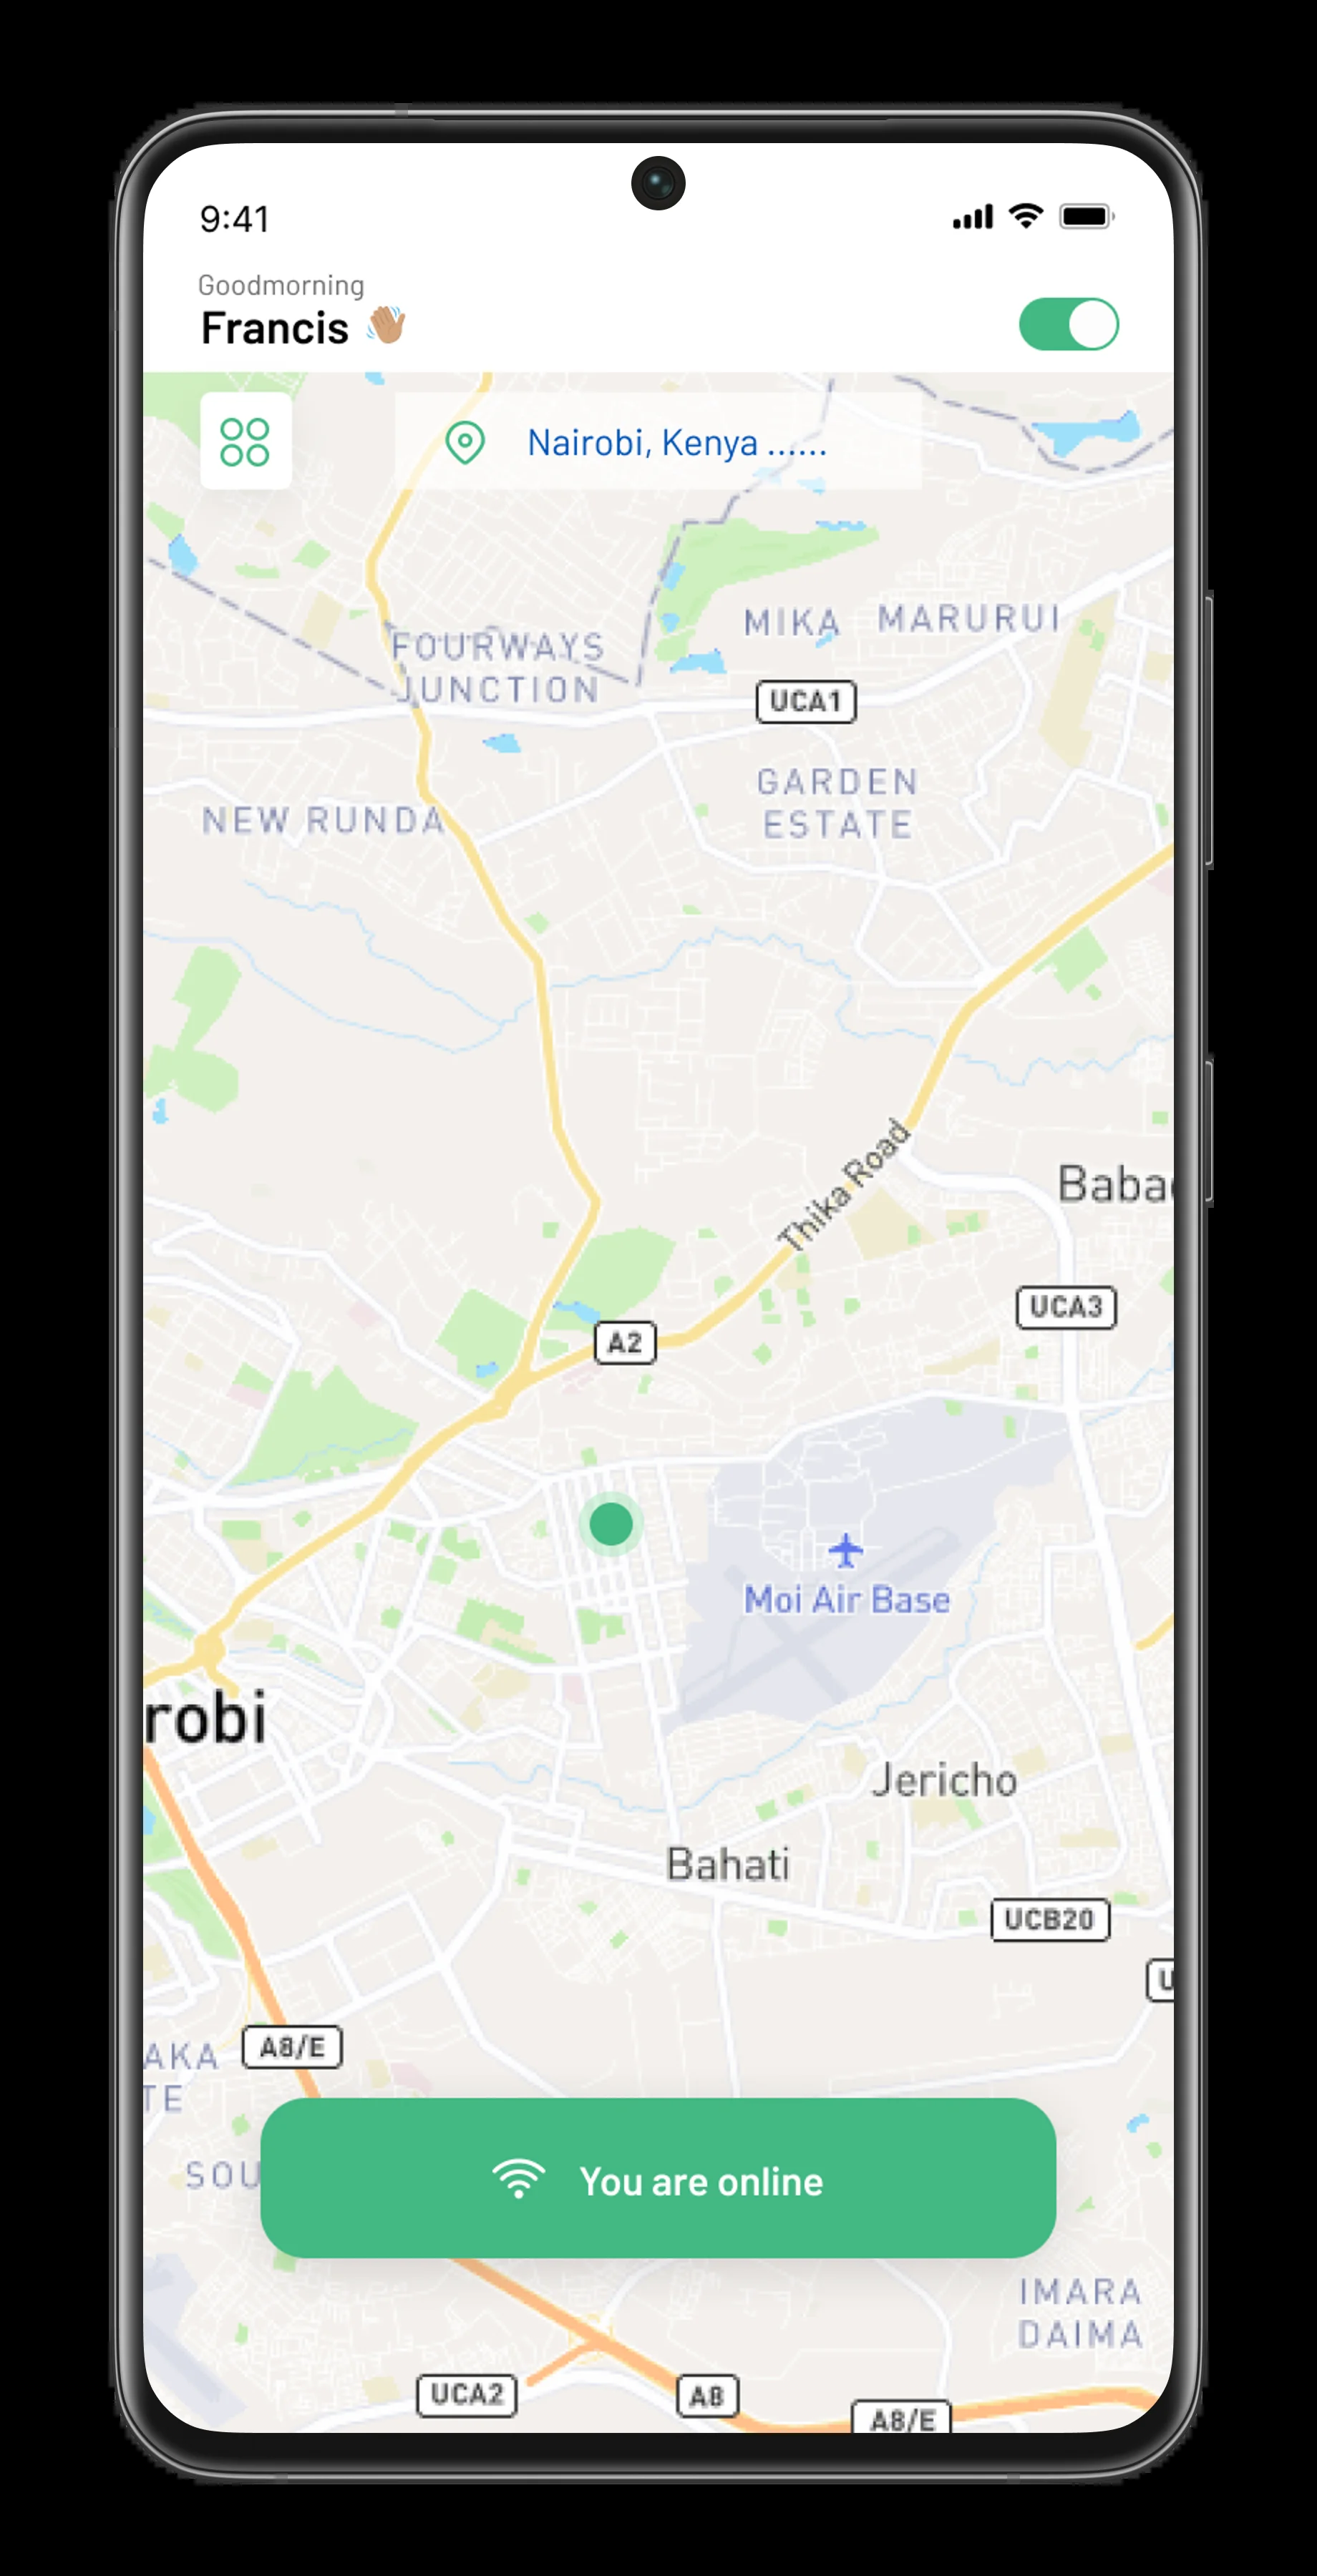 9:41
Goodmorning
Francis 👋🏽
Nairobi, Kenya ......
MIKA
MARURUI
FOURWAYS
JUNCTION
UCA1
GARDEN
ESTATE
NEW RUNDA
Thika Road
Baba
UCA3
A2
Moi Air Base
robi
Jericho
Bahati
UCB20
U
A8/E
AKA
TE
SOU
You are online
IMARA
DAIMA
UCA2
A8
A8/E